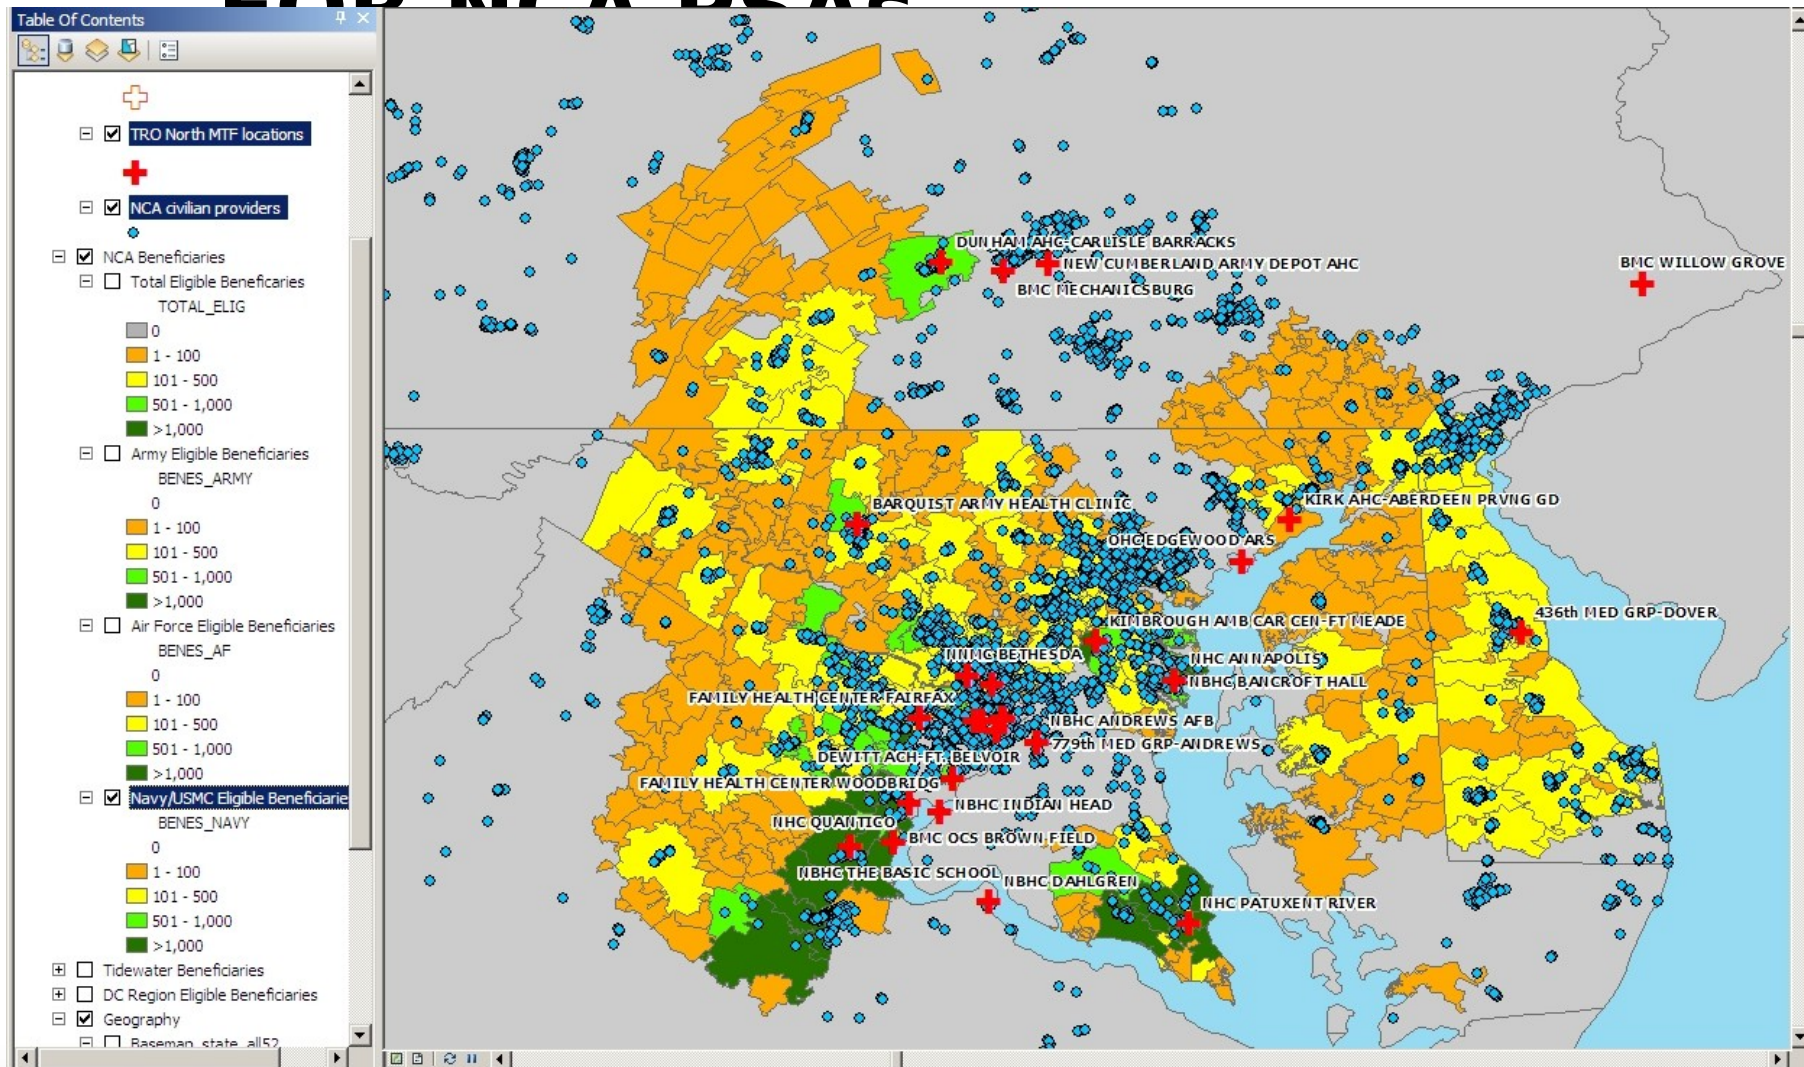 FOR NCA PSAS
Table Of Contents
TRO North MTF locations
NCA civilian providers
NCA Beneficiaries
Total Eligible Beneficaries
TOTAL_ELIG
0
1 - 100
101 - 500
501 - 1,000
>1,000
Army Eligible Beneficiaries
BENES_ARMY
0
1 - 100
101 - 500
501 - 1,000
>1,000
Air Force Eligible Beneficiaries
BENES_AF
0
1 - 100
101 - 500
501 - 1,000
>1,000
Navy/USMC Eligible Beneficiarie
BENES_NAVY
0
1 - 100
101 - 500
501 - 1,000
>1,000
Tidewater Beneficiaries
DC Region Eligible Beneficiaries
Geography
Basemap_state_all52
DUNHAM AHC-CARLISLE BARRACKS
NEW CUMBERLAND ARMY DEPOT AHC
BMC WILLOW GROVE
BMC MECHANICSBURG
BARQUIST ARMY HEALTH CLINIC
KIRK AHC-ABERDEEN PRVNG GD
OHC EDGEWOOD ARS
436th MED GRP-DOVER
KIMBROUGH AMB CAR CEN-FT MEADE
NNMC BETHESDA
NHC ANNAPOLIS
NBHC BANCROFT HALL
FAMILY HEALTH CENTER FAIRFAX
NBHC ANDREWS AFB
779th MED GRP-ANDREWS
DEWITT ACH-FT. BELVOIR
FAMILY HEALTH CENTER WOODBRIDG
NBHC INDIAN HEAD
NHC QUANTICO
BMC OCS BROWN FIELD
NBHC THE BASIC SCHOOL
NBHC DAHLGREN
NHC PATUXENT RIVER